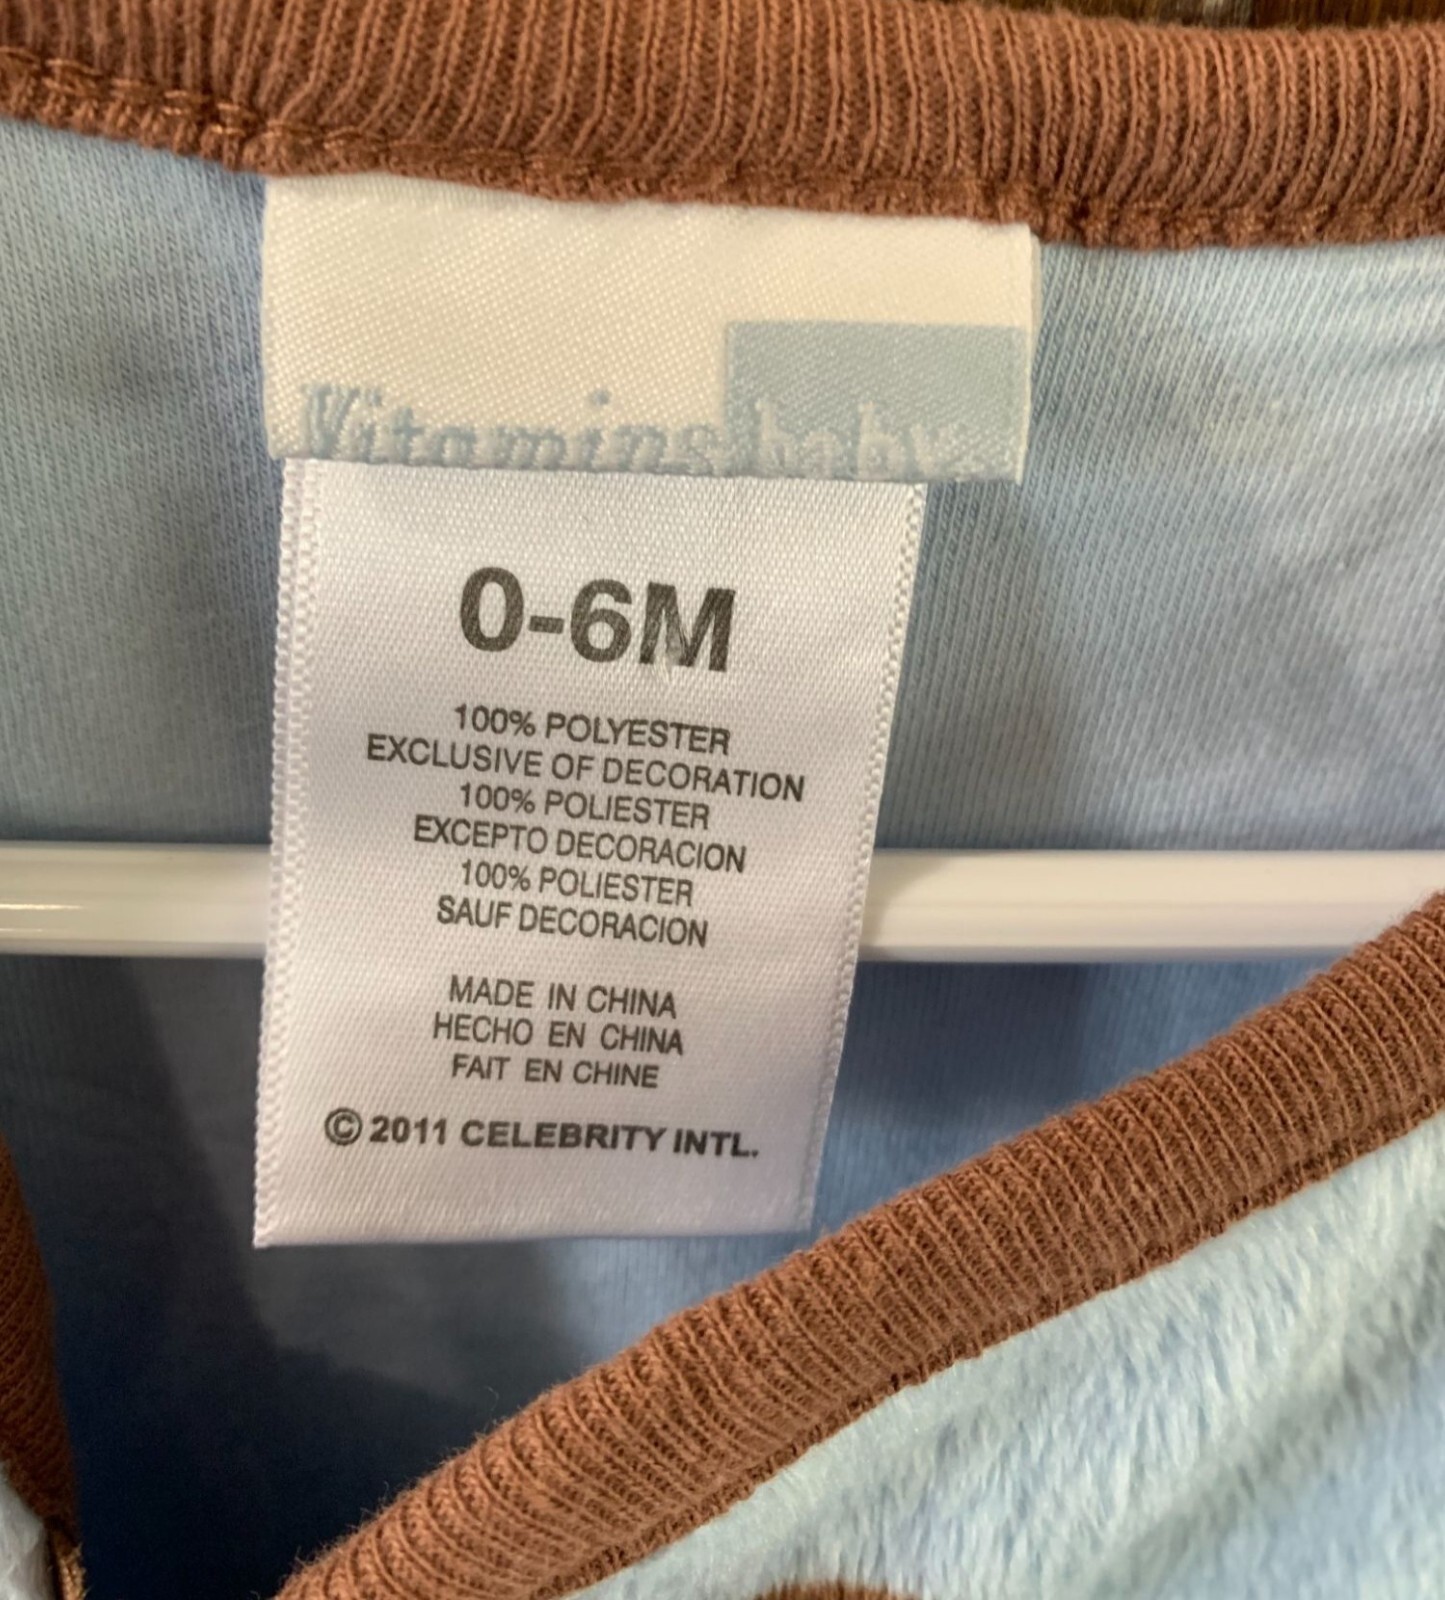 Vitamins baby
0-6M
100% POLYESTER
EXCLUSIVE OF DECORATION
100% POLIESTER
EXCEPTO DECORACION
100% POLIESTER
SAUF DECORACION
MADE IN CHINA
HECHO EN CHINA
FAIT EN CHINE
© 2011 CELEBRITY INTL.